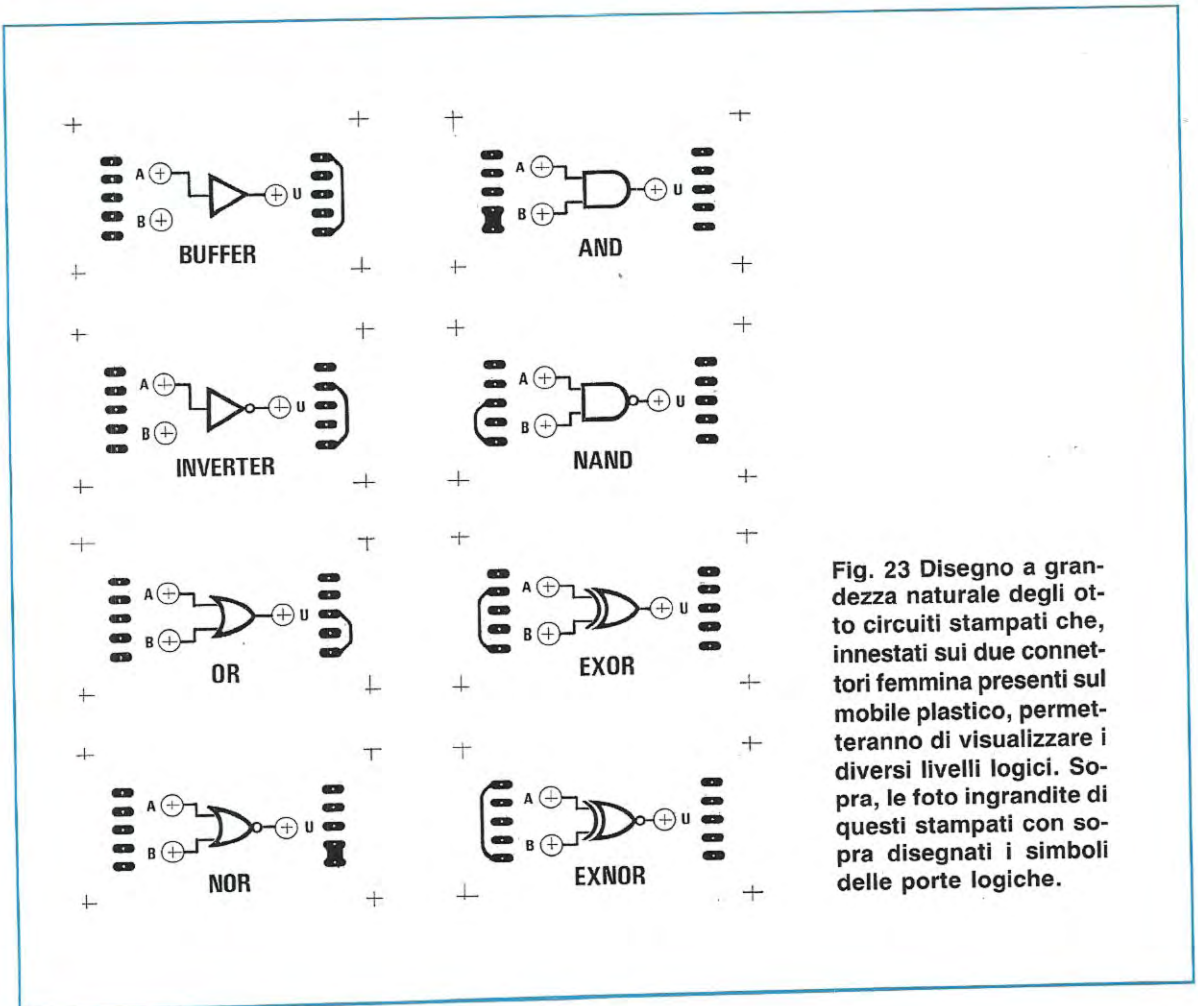 A
B
U
BUFFER
A
B
U
AND
A
B
U
INVERTER
A
B
U
NAND
A
B
U
OR
A
B
U
EXOR
A
B
U
NOR
A
B
U
EXNOR
Fig. 23 Disegno a gran-
dezza naturale degli ot-
to circuiti stampati che,
innestati sui due connet-
tori femmina presenti sul
mobile plastico, permet-
teranno di visualizzare i
diversi livelli logici. So-
pra, le foto ingrandite di
questi stampati con so-
pra disegnati i simboli
delle porte logiche.